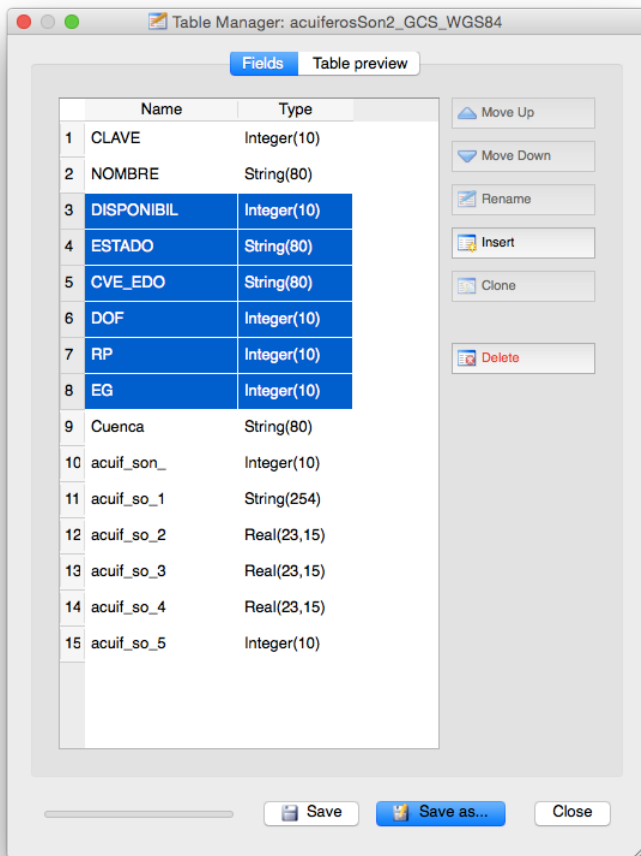 Table Manager: acuiferosSon2_GCS_WGS84
Fields Table preview
Name Type
1 CLAVE Integer(10)
2 NOMBRE String(80)
3 DISPONIBIL Integer(10)
4 ESTADO String(80)
5 CVE_EDO String(80)
6 DOF Integer(10)
7 RP Integer(10)
8 EG Integer(10)
9 Cuenca String(80)
10 acuif_son_ Integer(10)
11 acuif_so_1 String(254)
12 acuif_so_2 Real(23,15)
13 acuif_so_3 Real(23,15)
14 acuif_so_4 Real(23,15)
15 acuif_so_5 Integer(10)
Move Up
Move Down
Rename
Insert
Clone
Delete
Save Save as... Close